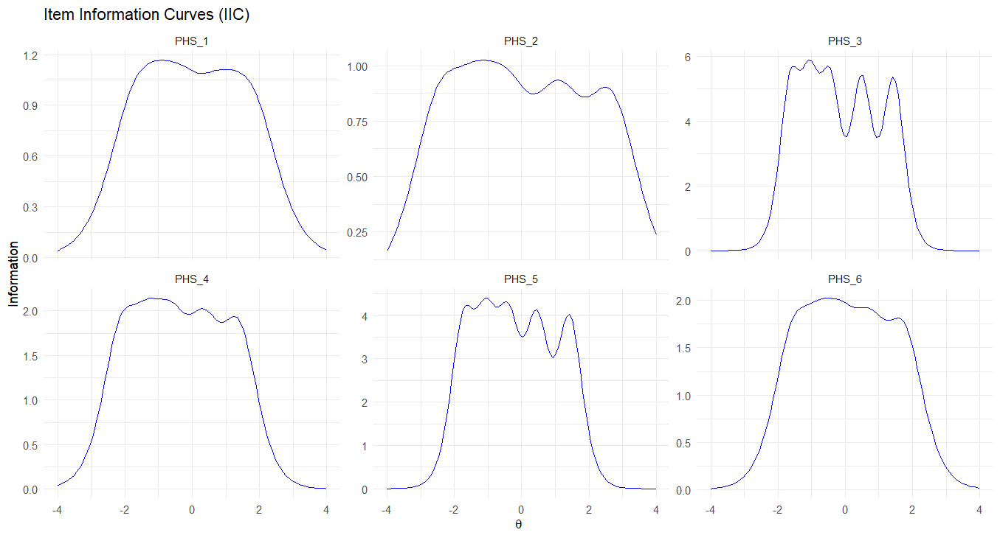 Item Information Curves (IIC)
PHS_1
PHS_2
PHS_3
1.2
0.9
0.6
0.3
0.0
1.00
0.75
0.50
0.25
6
4
2
0
Information
PHS_4
PHS_5
PHS_6
2.0
1.5
1.0
0.5
0.0
4
3
2
1
0
2.0
1.5
1.0
0.5
0.0
-4 -2 0 2 4
-4 -2 0 2 4
-4 -2 0 2 4
θ